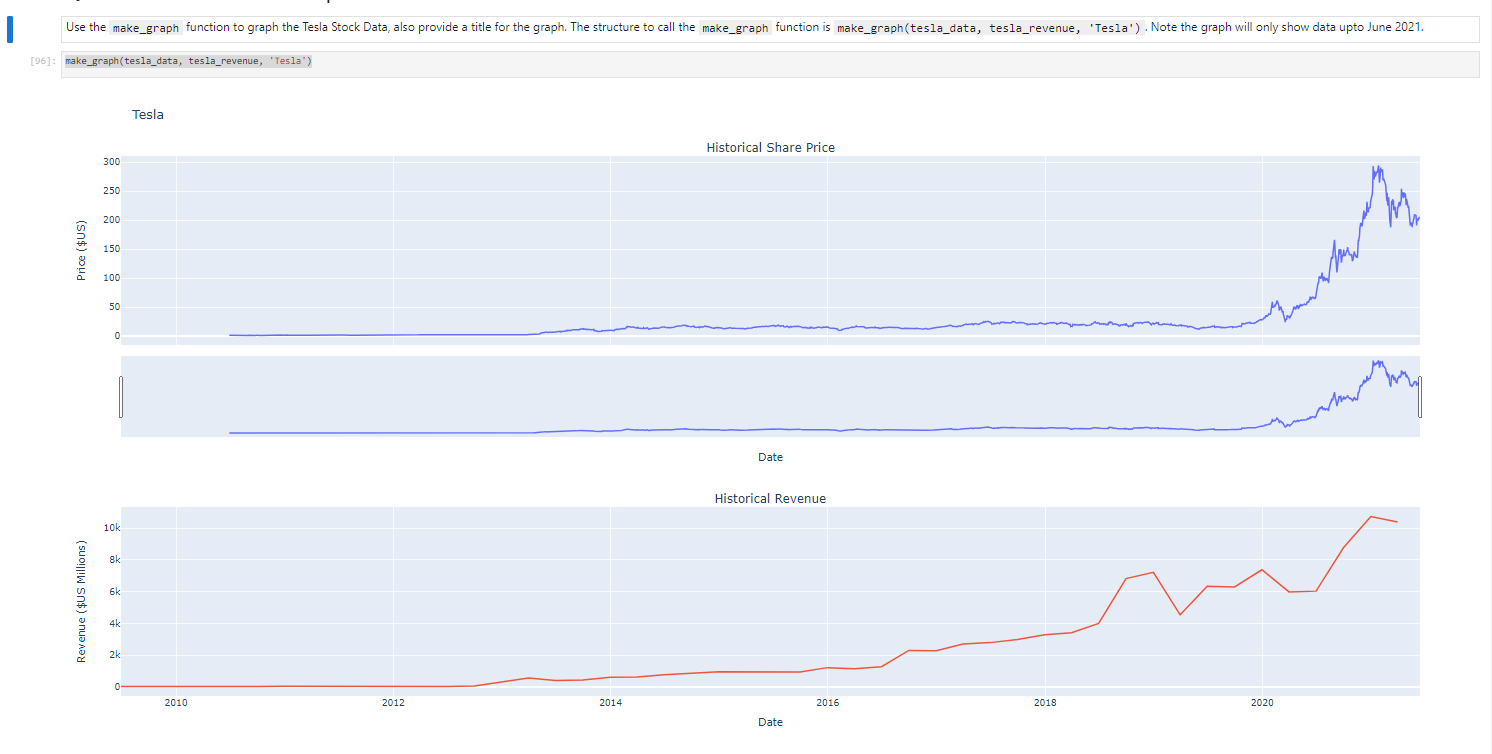 Use the make_graph function to graph the Tesla Stock Data, also provide a title for the graph. The structure to call the make_graph function is make_graph(tesla_data, tesla_revenue, 'Tesla'). Note the graph will only show data upto June 2021.
[96]: make_graph(tesla_data, tesla_revenue, 'Tesla')
Tesla
Historical Share Price
300
250
200
150
100
50
0
Price ($US)
Date
Historical Revenue
10k
8k
6k
4k
2k
0
Revenue ($US Millions)
2010 2012 2014 2016 2018 2020
Date